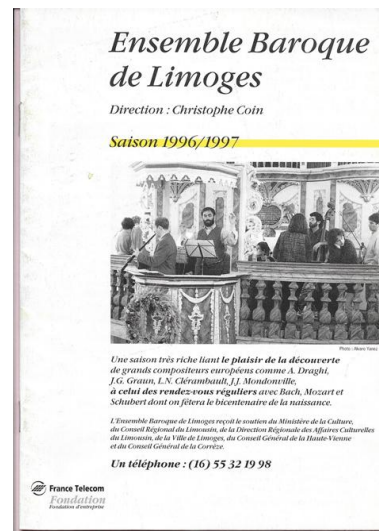 Ensemble Baroque
de Limoges
Direction : Christophe Coin
Saison 1996/1997
Photo : Alvaro Yanez
Une saison très riche liant le plaisir de la découverte
de grands compositeurs européens comme A. Draghi,
J.G. Graun, L.N. Clérambault, J.J. Mondonville,
à celui des rendez-vous réguliers avec Bach, Mozart et
Schubert dont on fêtera le bicentenaire de la naissance.
L'Ensemble Baroque de Limoges reçoit le soutien du Ministère de la Culture,
du Conseil Régional du Limousin, de la Direction Régionale des Affaires Culturelles
du Limousin, de la Ville de Limoges, du Conseil Général de la Haute-Vienne
et du Conseil Général de la Corrèze.
Un téléphone : (16) 55 32 19 98
France Telecom
Fondation
Fondation d'entreprise